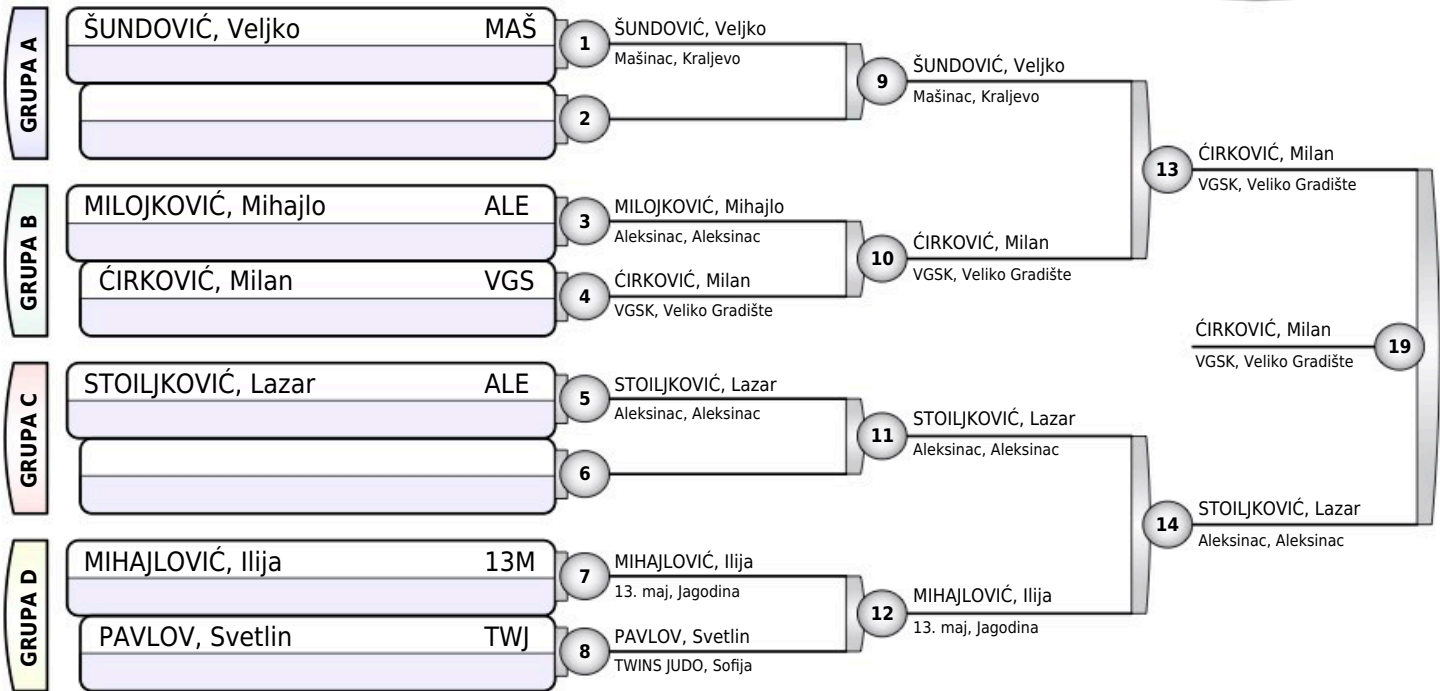 GRUPA A
ŠUNDOVIĆ, Veljko MAŠ
1
ŠUNDOVIĆ, Veljko
Mašinac, Kraljevo
2
9
ŠUNDOVIĆ, Veljko
Mašinac, Kraljevo
GRUPA B
MILOJKOVIĆ, Mihajlo ALE
3
MILOJKOVIĆ, Mihajlo
Aleksinac, Aleksinac
ĆIRKOVIĆ, Milan VGS
4
ĆIRKOVIĆ, Milan
VGSK, Veliko Gradište
10
ĆIRKOVIĆ, Milan
VGSK, Veliko Gradište
13
ĆIRKOVIĆ, Milan
VGSK, Veliko Gradište
ĆIRKOVIĆ, Milan
VGSK, Veliko Gradište
19
GRUPA C
STOILJKOVIĆ, Lazar ALE
5
STOILJKOVIĆ, Lazar
Aleksinac, Aleksinac
6
11
STOILJKOVIĆ, Lazar
Aleksinac, Aleksinac
14
STOILJKOVIĆ, Lazar
Aleksinac, Aleksinac
GRUPA D
MIHAJLOVIĆ, Ilija 13M
7
MIHAJLOVIĆ, Ilija
13. maj, Jagodina
PAVLOV, Svetlin TWJ
8
PAVLOV, Svetlin
TWINS JUDO, Sofija
12
MIHAJLOVIĆ, Ilija
13. maj, Jagodina